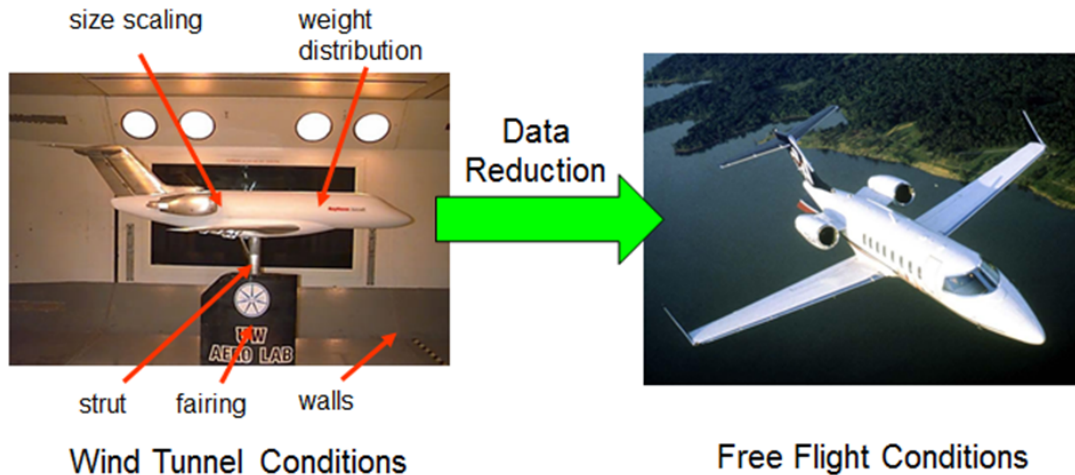 size scaling
weight
distribution
Data
Reduction
UW
AERO LAB
strut
fairing
walls
Wind Tunnel Conditions
Free Flight Conditions